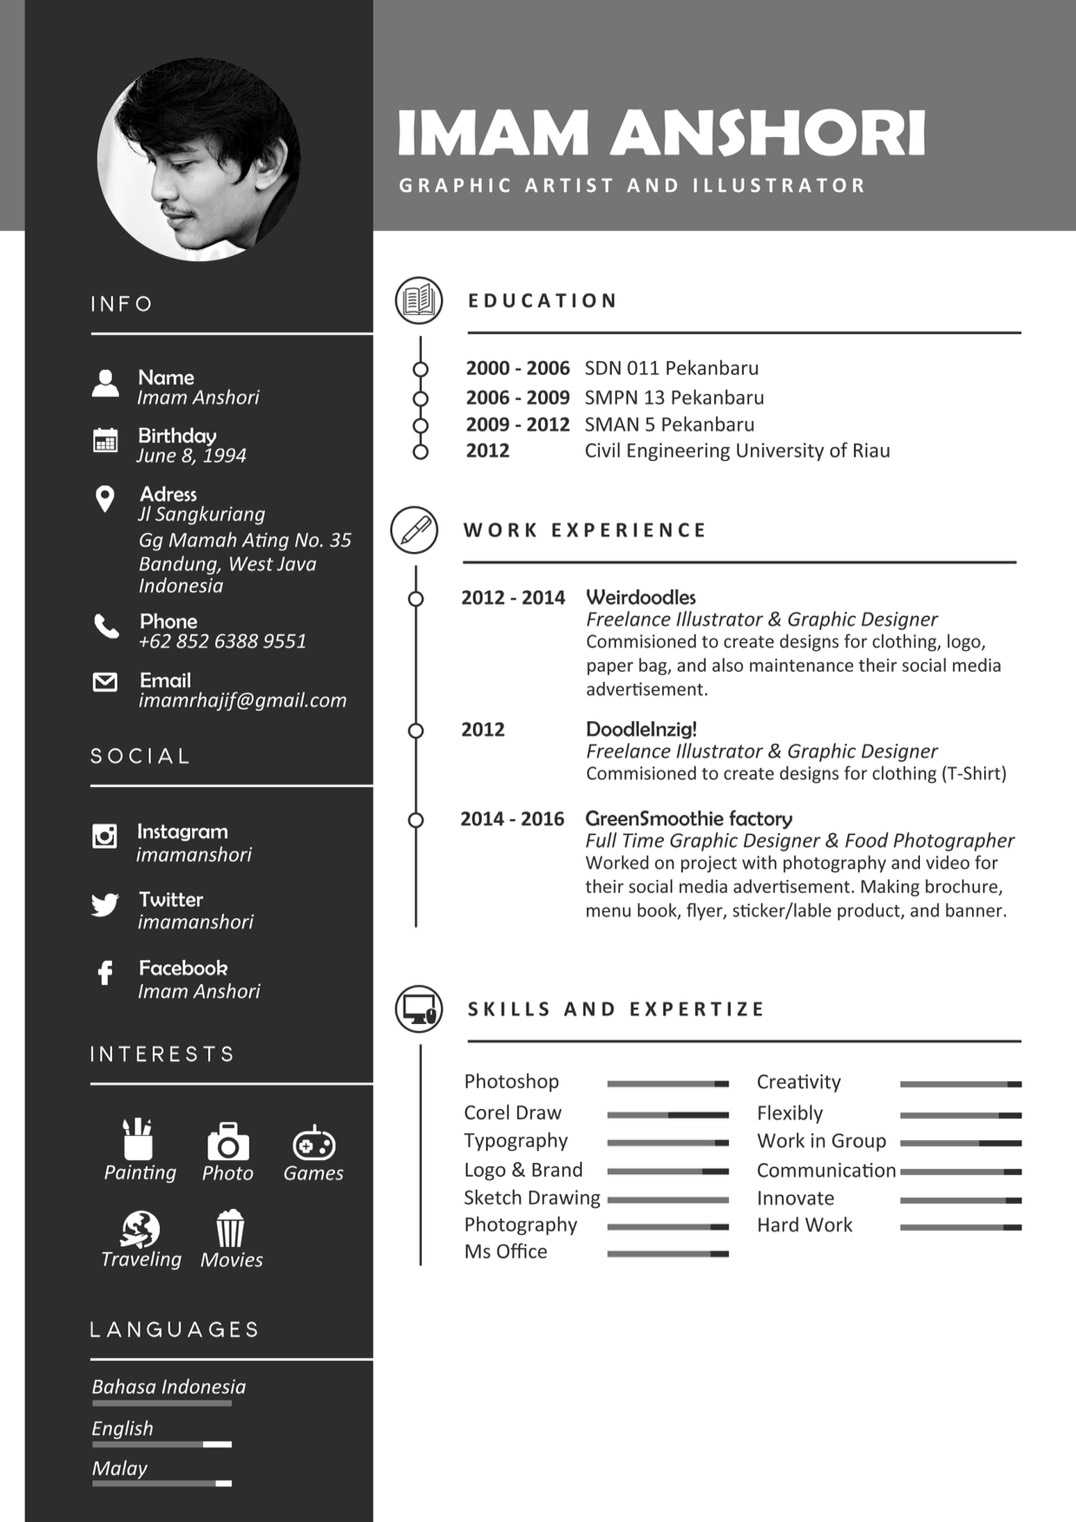 IMAM ANSHORI
GRAPHIC ARTIST AND ILLUSTRATOR
INFO
Name
Imam Anshori
Birthday
June 8, 1994
Adress
Jl Sangkuriang
Gg Mamah Ating No. 35
Bandung, West Java
Indonesia
Phone
+62 852 6388 9551
Email
imamrhajif@gmail.com
SOCIAL
Instagram
imamanshori
Twitter
imamanshori
Facebook
Imam Anshori
INTERESTS
Painting Photo Games
Traveling Movies
LANGUAGES
Bahasa Indonesia
English
Malay
EDUCATION
2000 - 2006 SDN 011 Pekanbaru
2006 - 2009 SMPN 13 Pekanbaru
2009 - 2012 SMAN 5 Pekanbaru
2012 Civil Engineering University of Riau
WORK EXPERIENCE
2012 - 2014 Weirdoodles
Freelance Illustrator & Graphic Designer
Commisioned to create designs for clothing, logo,
paper bag, and also maintenance their social media
advertisement.
2012 DoodleInzig!
Freelance Illustrator & Graphic Designer
Commisioned to create designs for clothing (T-Shirt)
2014 - 2016 GreenSmoothie factory
Full Time Graphic Designer & Food Photographer
Worked on project with photography and video for
their social media advertisement. Making brochure,
menu book, flyer, sticker/lable product, and banner.
SKILLS AND EXPERTIZE
Photoshop
Corel Draw
Typography
Logo & Brand
Sketch Drawing
Photography
Ms Office
Creativity
Flexibly
Work in Group
Communication
Innovate
Hard Work